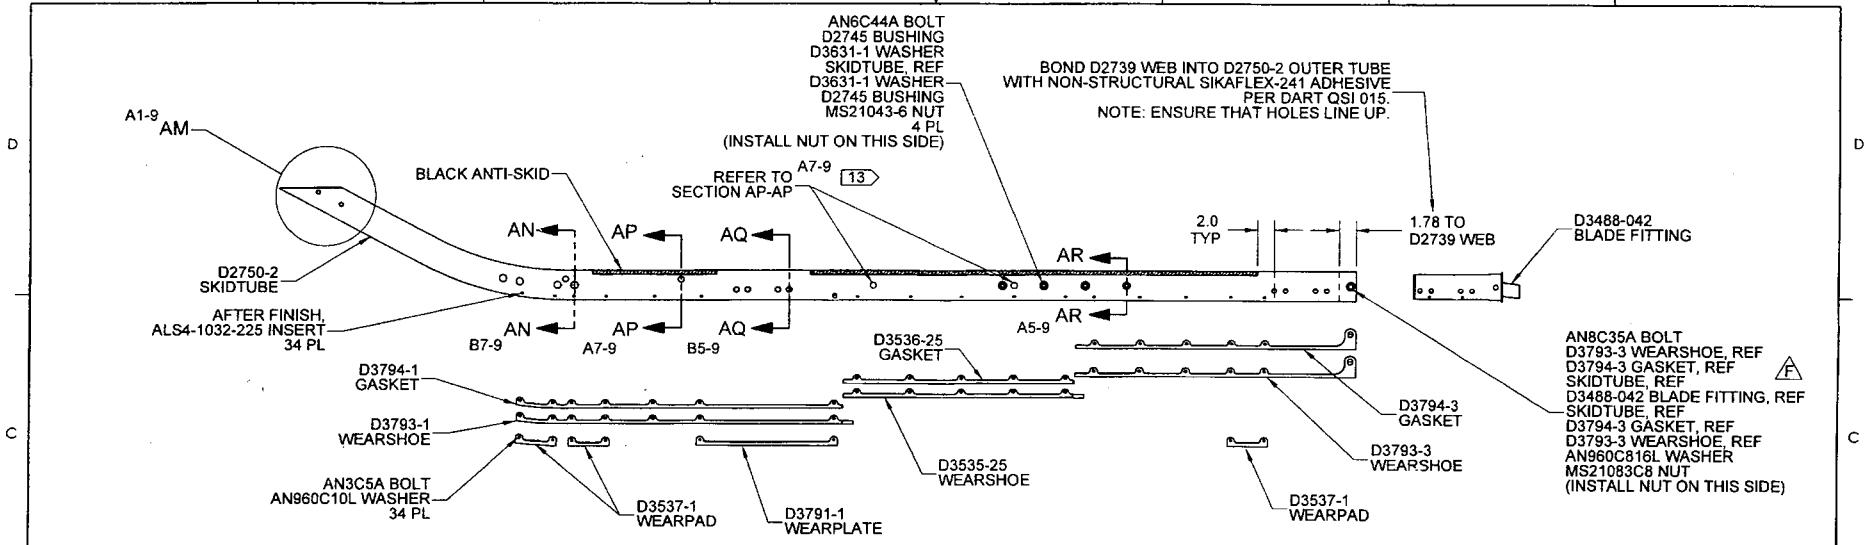 AN6C44A BOLT
D2745 BUSHING
D3631-1 WASHER
SKIDTUBE, REF
D3631-1 WASHER
D2745 BUSHING
MS21043-6 NUT
4 PL
(INSTALL NUT ON THIS SIDE)
BOND D2739 WEB INTO D2750-2 OUTER TUBE
WITH NON-STRUCTURAL SIKAFLEX-241 ADHESIVE
PER DART QSI 015.
NOTE: ENSURE THAT HOLES LINE UP.
A1-9
AM
D
D
BLACK ANTI-SKID
A7-9
REFER TO
SECTION AP-AP
13
2.0
TYP
1.78 TO
D2739 WEB
D3488-042
BLADE FITTING
AN
AP
AQ
AR
D2750-2
SKIDTUBE
AFTER FINISH,
ALS4-1032-225 INSERT
34 PL
AN
AP
AQ
AR
B7-9
A7-9
B5-9
A5-9
D3536-25
GASKET
D3794-1
GASKET
D3793-1
WEARSHOE
AN3C5A BOLT
AN960C10L WASHER
34 PL
D3537-1
WEARPAD
D3791-1
WEARPLATE
D3535-25
WEARSHOE
D3794-3
GASKET
D3793-3
WEARSHOE
D3537-1
WEARPAD
AN8C35A BOLT
D3793-3 WEARSHOE, REF
D3794-3 GASKET, REF
SKIDTUBE, REF
D3488-042 BLADE FITTING, REF
SKIDTUBE, REF
D3794-3 GASKET, REF
D3793-3 WEARSHOE, REF
AN960C816L WASHER
MS21083C8 NUT
(INSTALL NUT ON THIS SIDE)
F
C
C